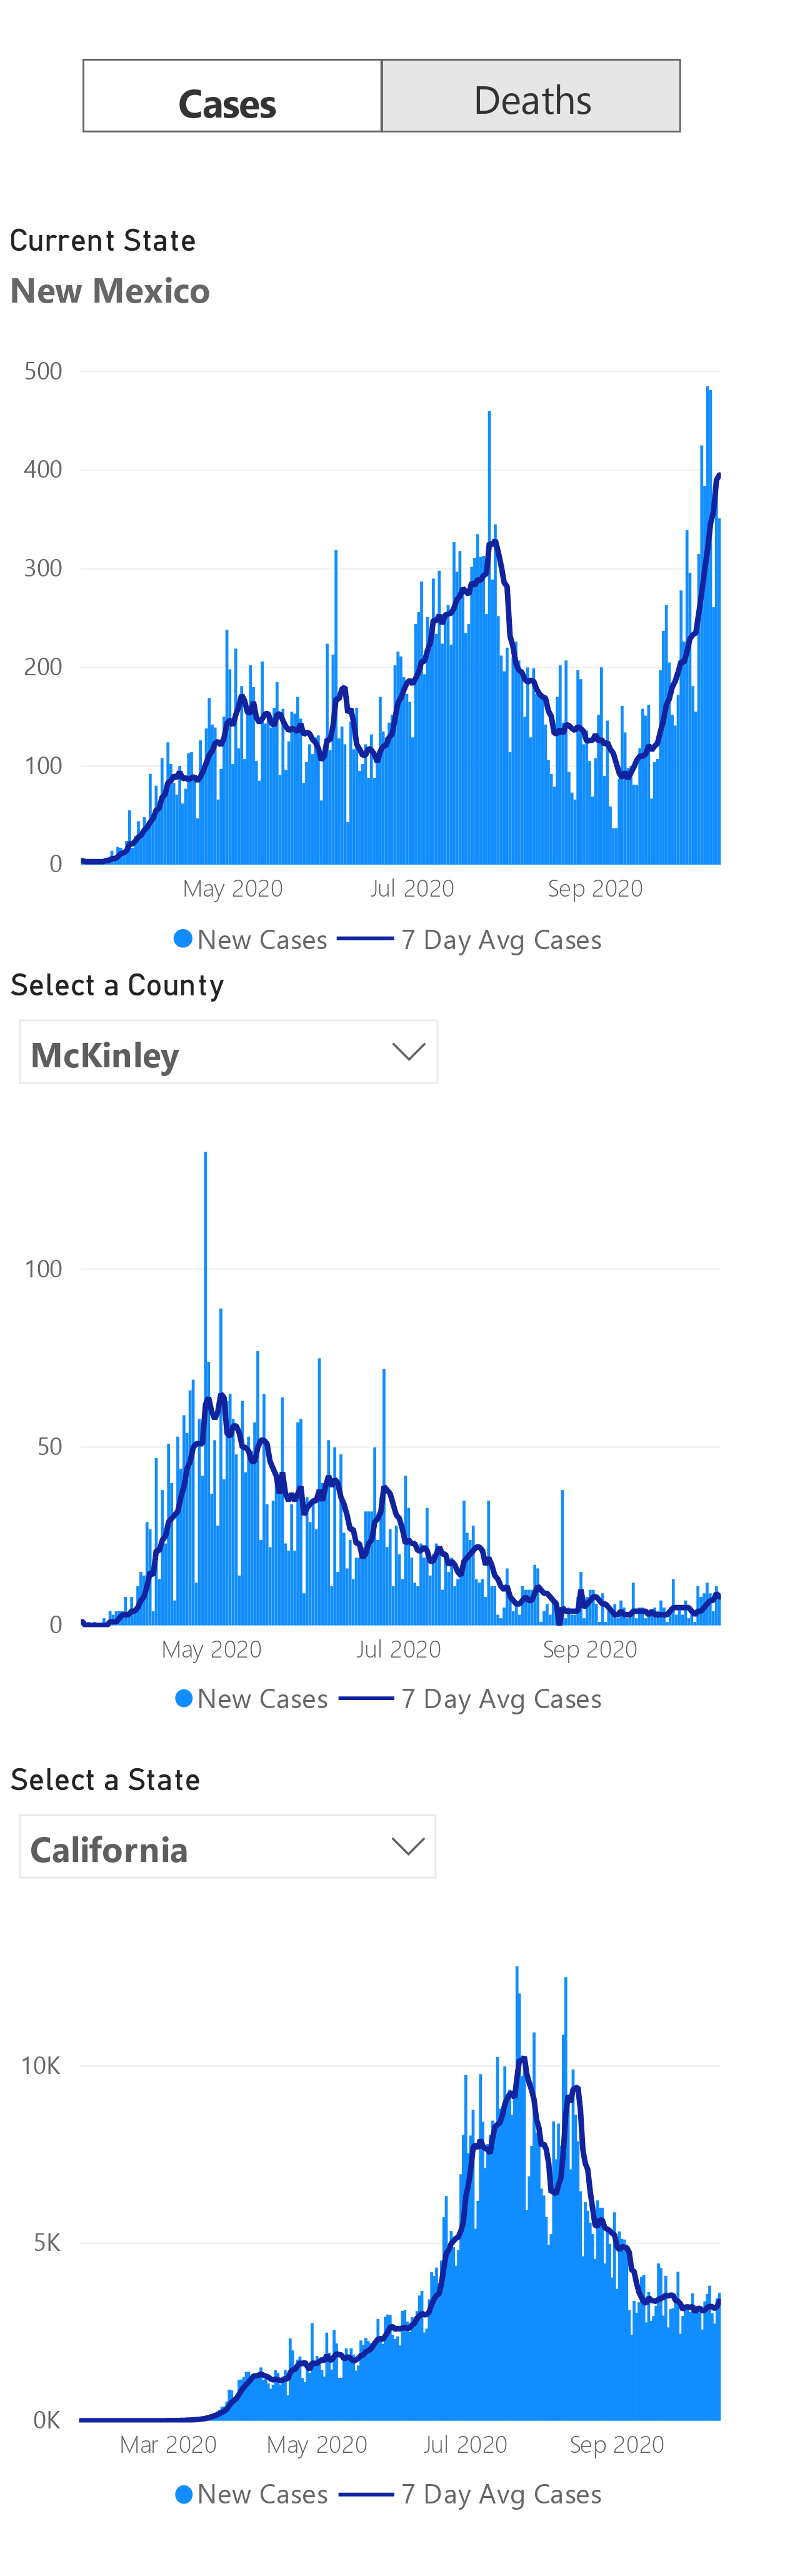 Cases Deaths
Current State
New Mexico
500
400
300
200
100
0
May 2020 Jul 2020 Sep 2020
New Cases 7 Day Avg Cases
Select a County
McKinley
100
50
0
May 2020 Jul 2020 Sep 2020
New Cases 7 Day Avg Cases
Select a State
California
10K
5K
0K
Mar 2020 May 2020 Jul 2020 Sep 2020
New Cases 7 Day Avg Cases